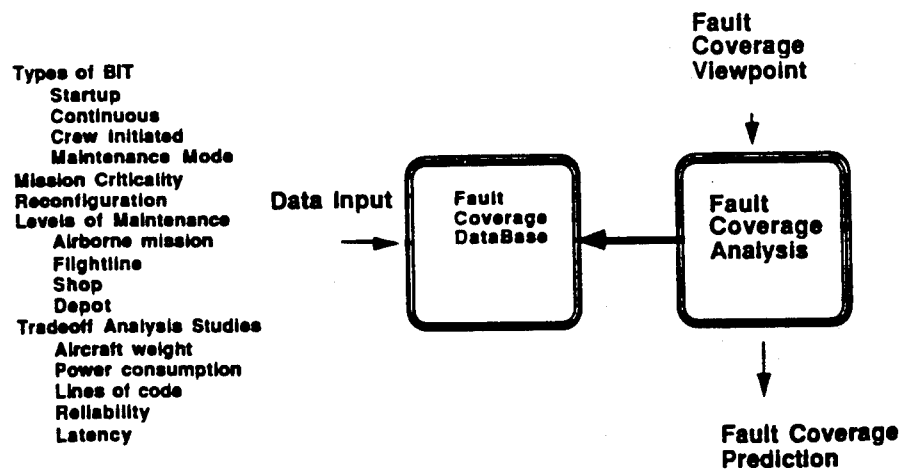 Types of BIT
Startup
Continuous
Crew Initiated
Maintenance Mode
Mission Criticality
Reconfiguration
Levels of Maintenance
Airborne mission
Flightline
Shop
Depot
Tradeoff Analysis Studies
Aircraft weight
Power consumption
Lines of code
Reliability
Latency
Data Input
Fault
Coverage
DataBase
Fault
Coverage
Viewpoint
Fault
Coverage
Analysis
Fault Coverage
Prediction